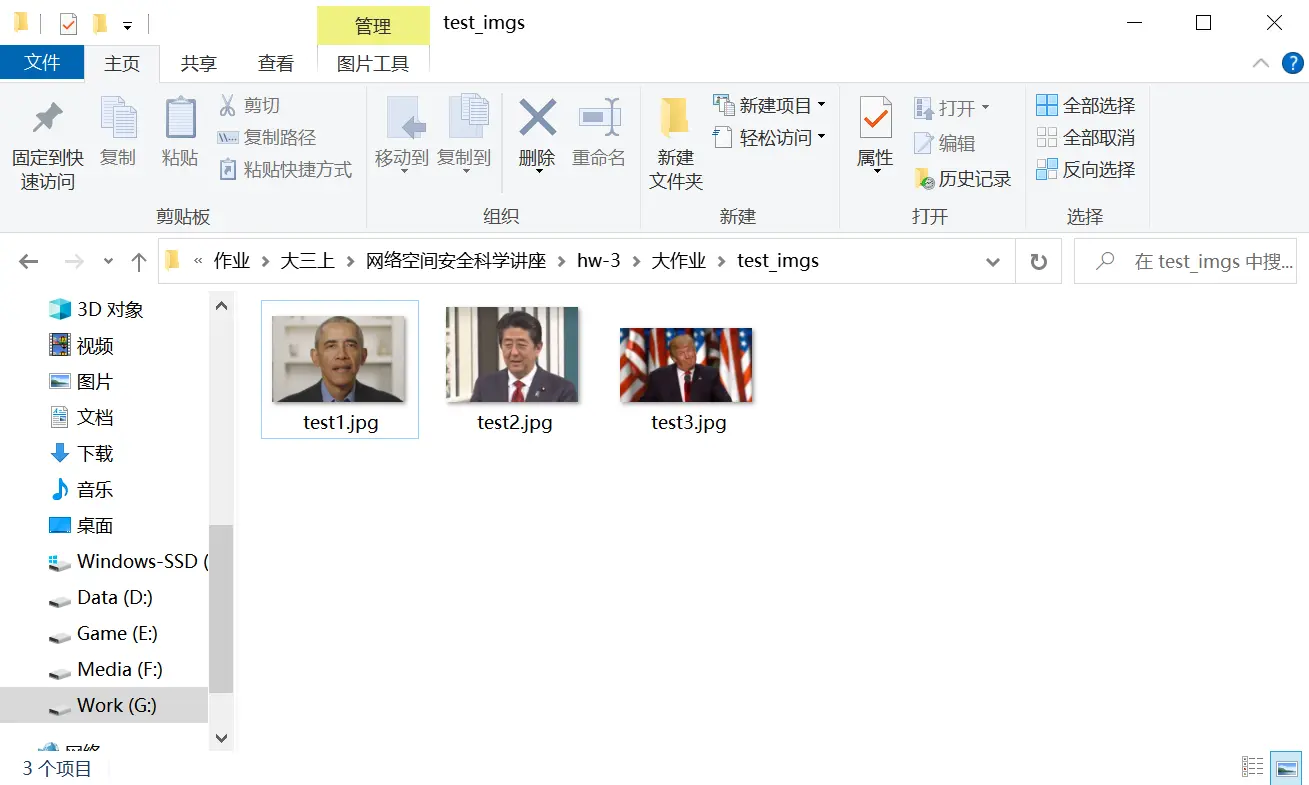 管理
test_imgs
文件
主页
共享
查看
图片工具
固定到快
速访问
复制
粘贴
剪切
复制路径
粘贴快捷方式
剪贴板
移动到
复制到
删除
重命名
组织
新建
文件夹
新建项目
轻松访问
新建
属性
打开
编辑
历史记录
打开
全部选择
全部取消
反向选择
选择
« 作业 > 大三上 > 网络空间安全科学讲座 > hw-3 > 大作业 > test_imgs
在 test_imgs 中搜...
3D 对象
视频
图片
文档
下载
音乐
桌面
Windows-SSD (
Data (D:)
Game (E:)
Media (F:)
Work (G:)
网络
test1.jpg
test2.jpg
test3.jpg
3 个项目